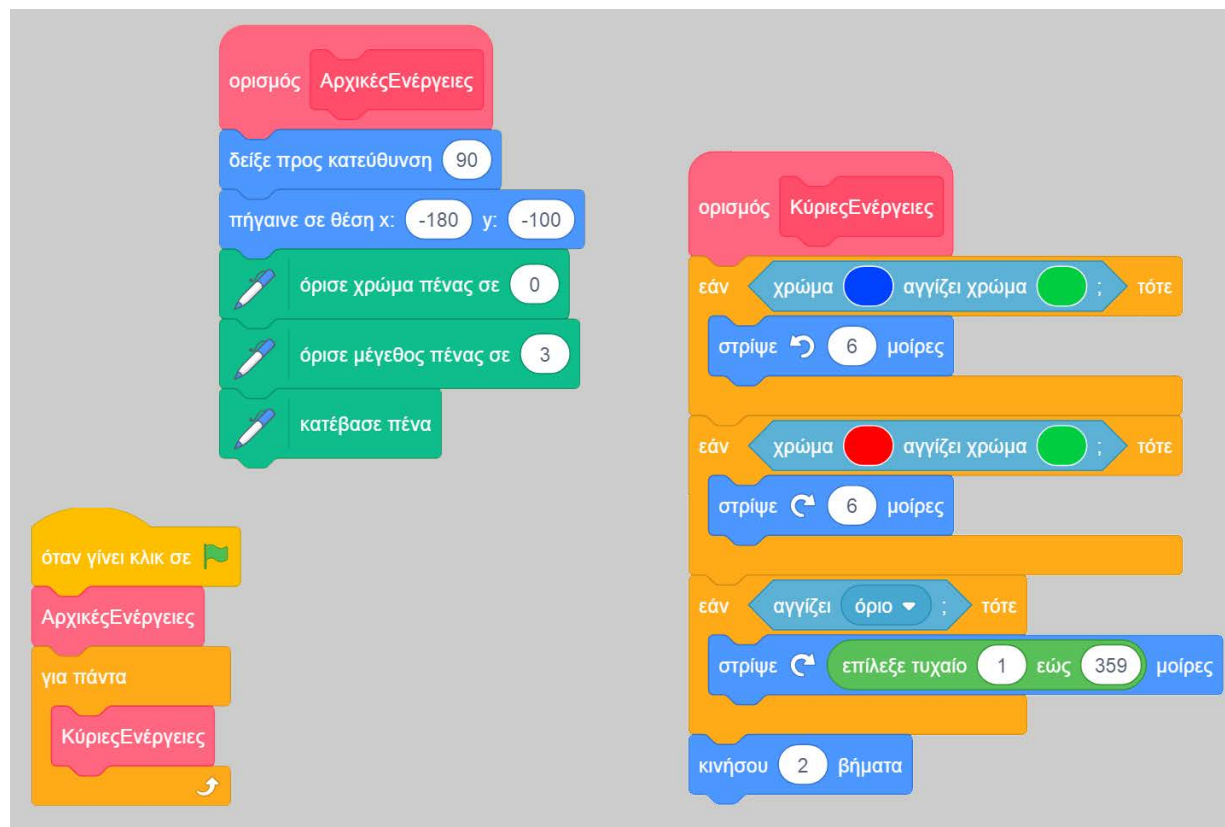 ορισμός ΑρχικέςΕνέργειες
δείξε προς κατεύθυνση 90
πήγαινε σε θέση x: -180 y: -100
όρισε χρώμα πένας σε 0
όρισε μέγεθος πένας σε 3
κατέβασε πένα
όταν γίνει κλικ σε
ΑρχικέςΕνέργειες
για πάντα
ΚύριεςΕνέργειες
ορισμός ΚύριεςΕνέργειες
εάν χρώμα αγγίζει χρώμα ; τότε
στρίψε 6 μοίρες
εάν χρώμα αγγίζει χρώμα ; τότε
στρίψε 6 μοίρες
εάν αγγίζει όριο ; τότε
στρίψε επίλεξε τυχαίο 1 εώς 359 μοίρες
κινήσου 2 βήματα